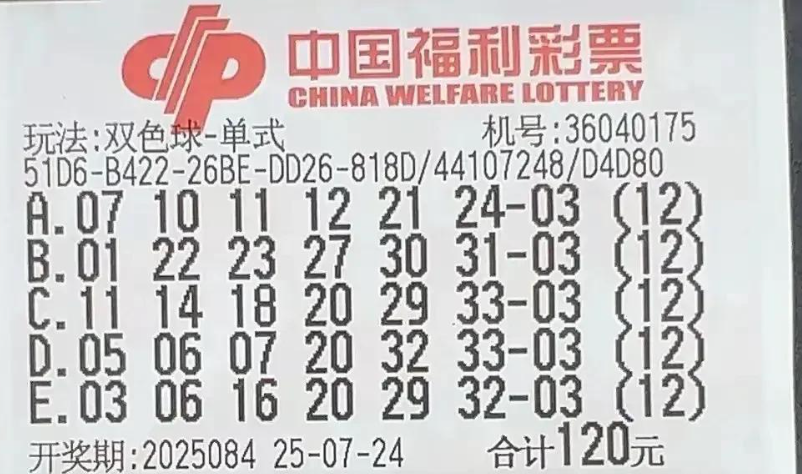 中国福利彩票
CHINA WELFARE LOTTERY
玩法:双色球-单式 机号:36040175
51D6-B422-26BE-DD26-818D/44107248/D4D80
A.07 10 11 12 21 24-03 (12)
B.01 22 23 27 30 31-03 (12)
C.11 14 18 20 29 33-03 (12)
D.05 06 07 20 32 33-03 (12)
E.03 06 16 20 29 32-03 (12)
开奖期:2025084 25-07-24 合计120元